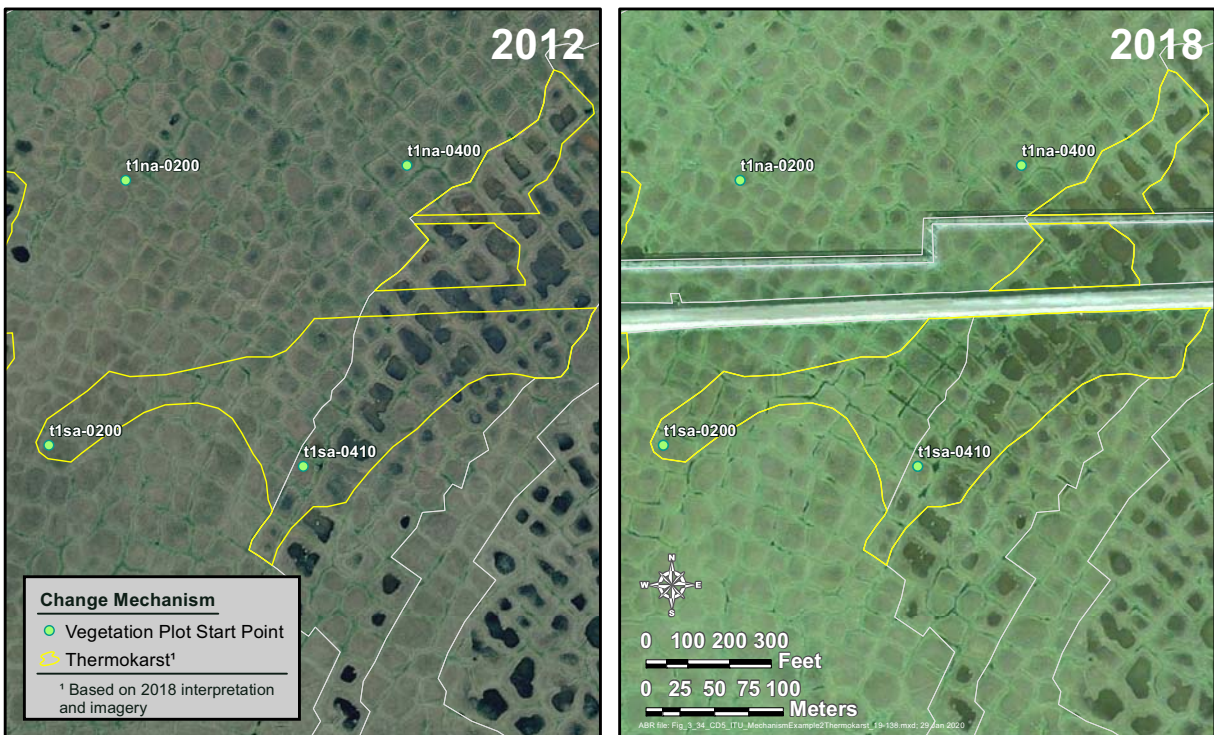 2012
t1na-0200
t1na-0400
t1sa-0200
t1sa-0410
Change Mechanism
Vegetation Plot Start Point
Thermokarst¹
¹ Based on 2018 interpretation
and imagery
2018
t1na-0200
t1na-0400
t1sa-0200
t1sa-0410
N
W E
S
0 100 200 300
Feet
0 25 50 75 100
Meters
ABR file: Fig_3_34_CD5_ITU_MechanismExample2Thermokarst_19-138.mxd; 29 Jan 2020